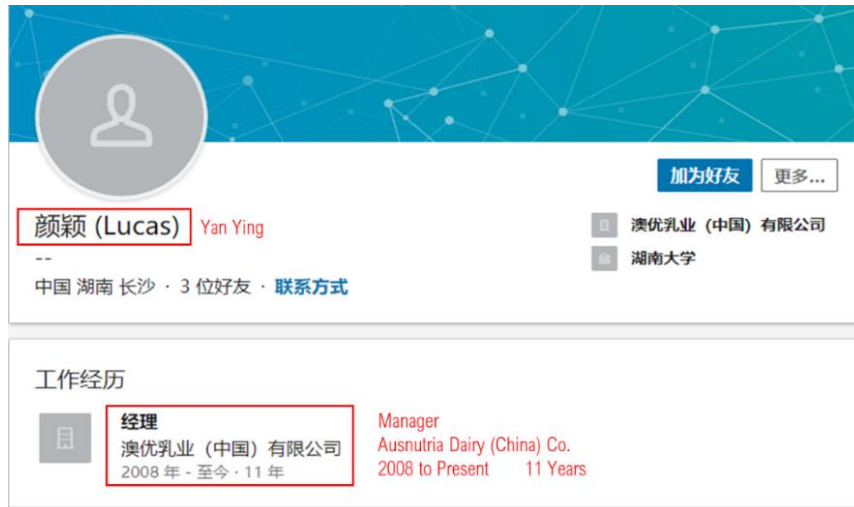 加为好友
更多...
颜颖 (Lucas) Yan Ying
澳优乳业（中国）有限公司
--
湖南大学
中国 湖南 长沙 · 3 位好友 · 联系方式
工作经历
经理
澳优乳业（中国）有限公司
2008 年 - 至今 · 11 年
Manager
Ausnutria Dairy (China) Co.
2008 to Present 11 Years